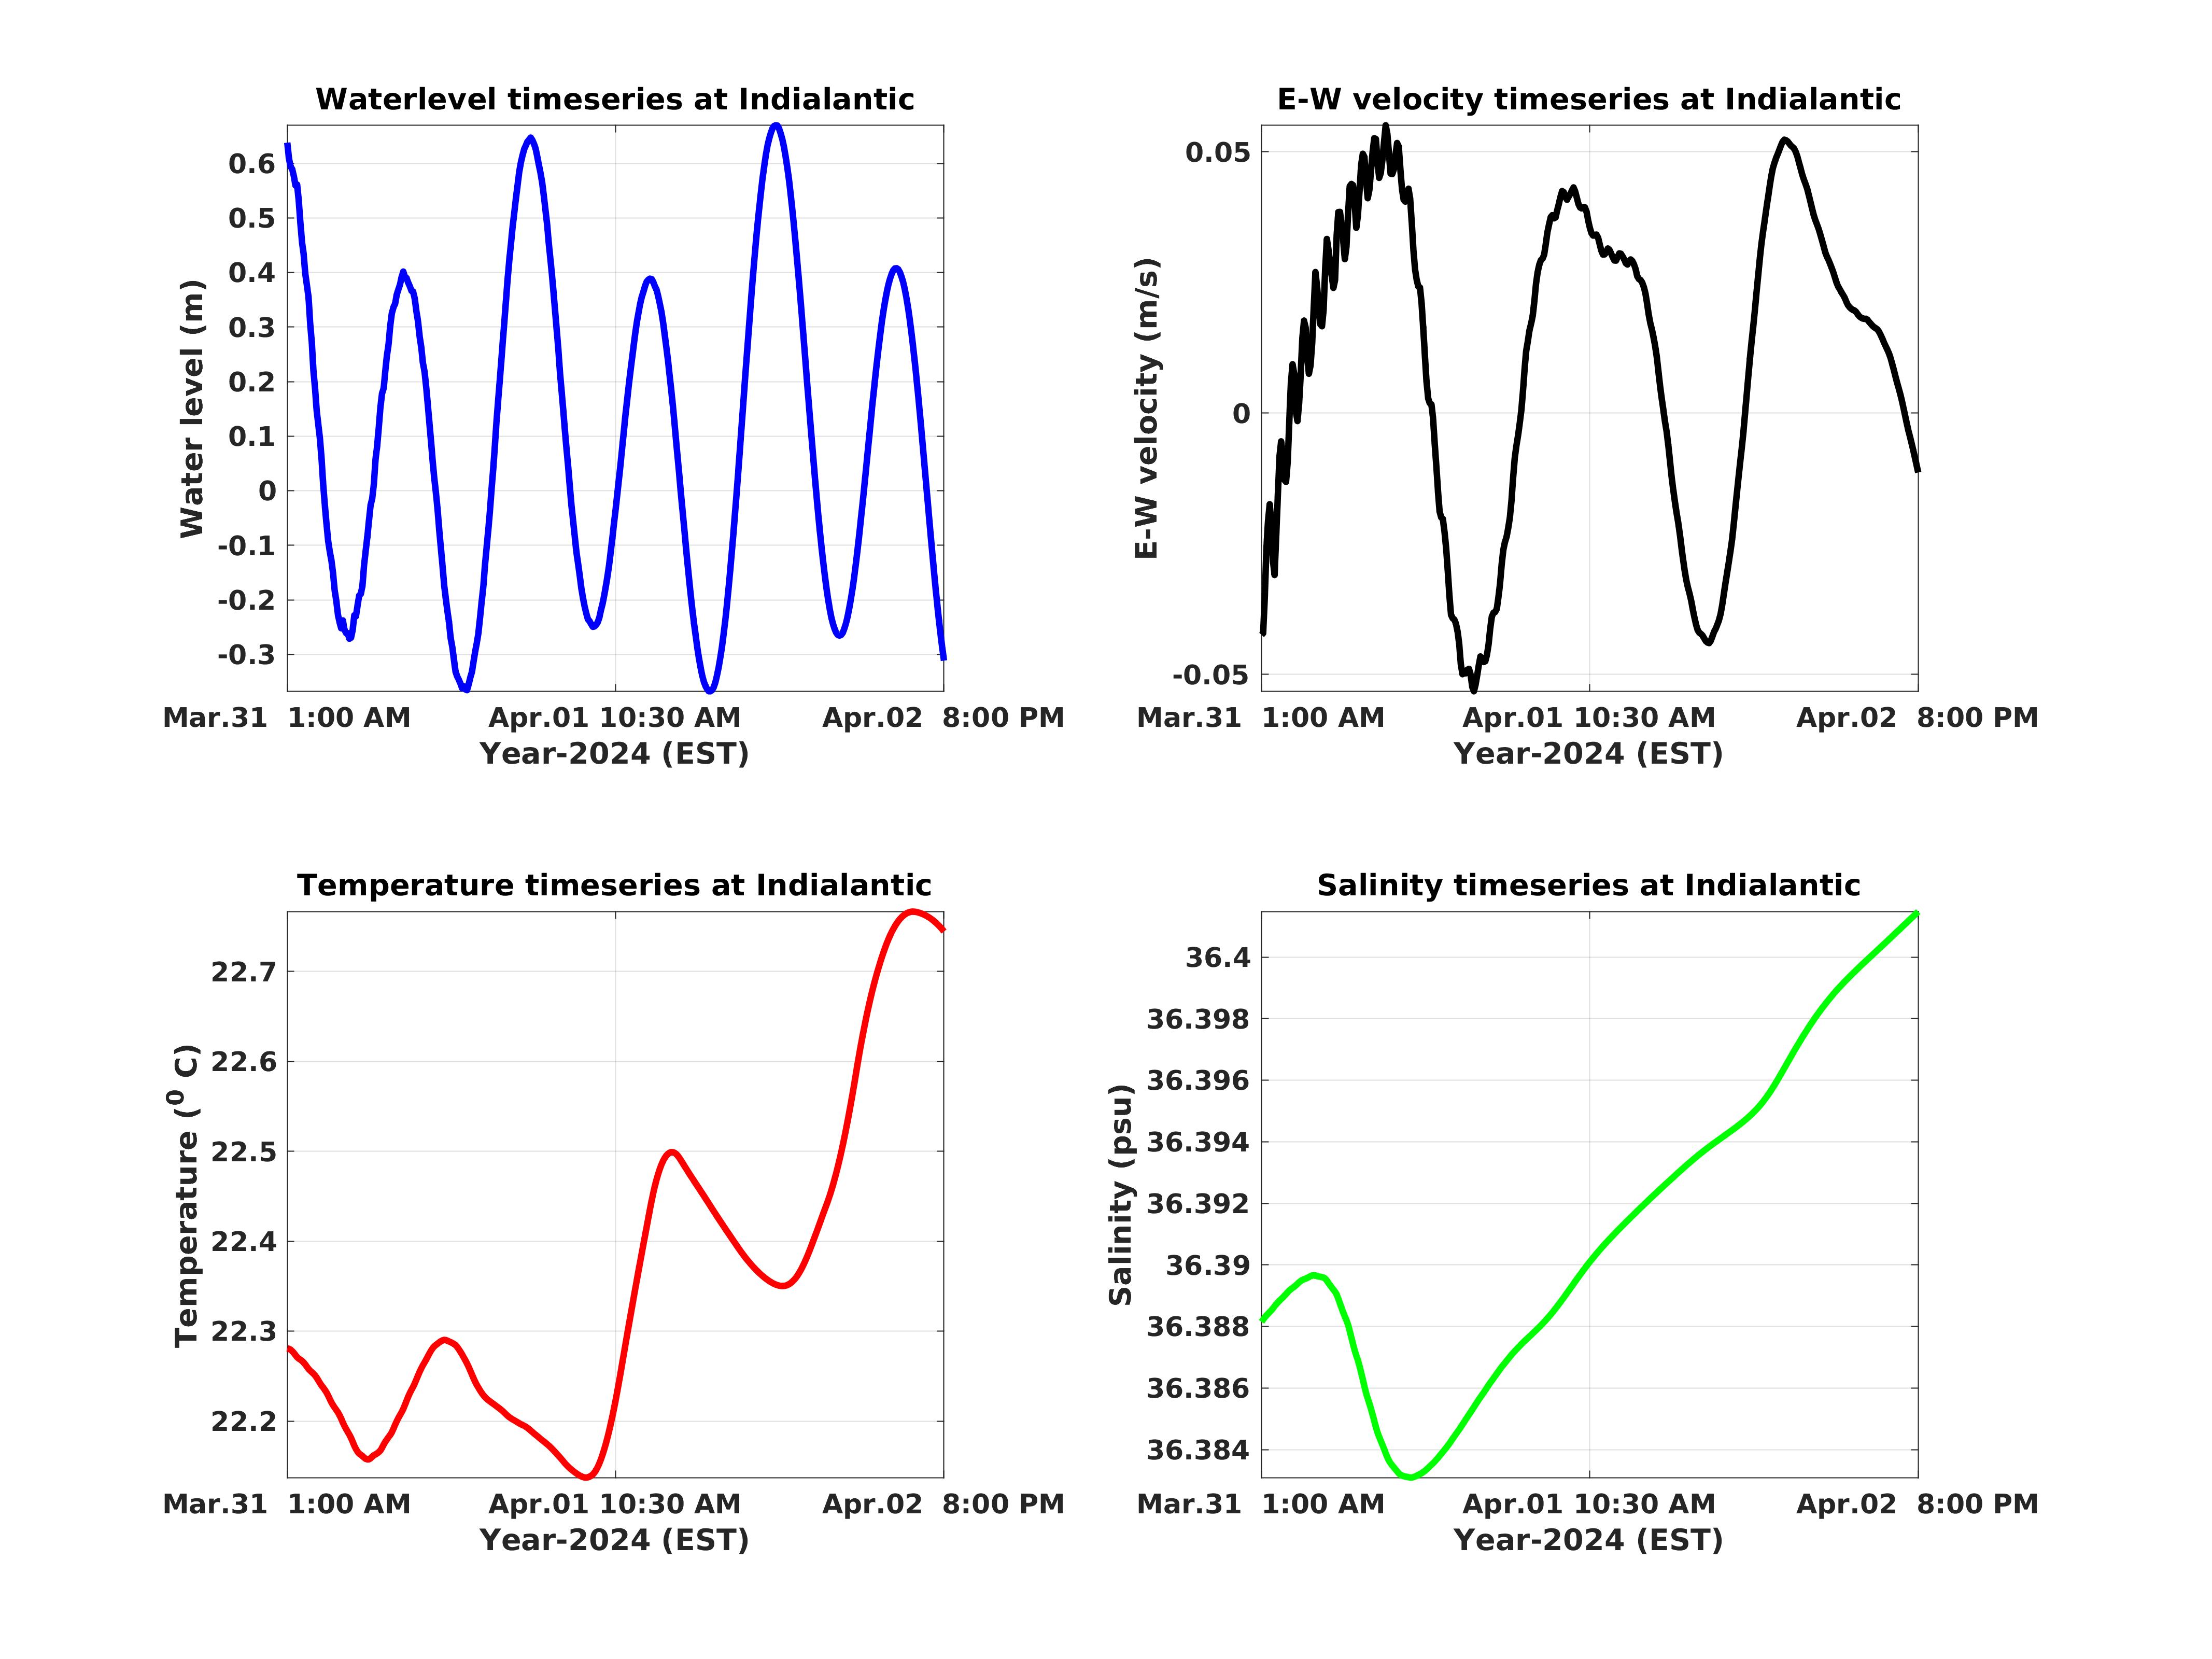 Waterlevel timeseries at Indialantic
0.6
0.5
0.4
0.3
0.2
0.1
0
-0.1
-0.2
-0.3
Water level (m)
Mar.31 1:00 AM Apr.01 10:30 AM Apr.02 8:00 PM
Year-2024 (EST)
E-W velocity timeseries at Indialantic
0.05
0
-0.05
E-W velocity (m/s)
Mar.31 1:00 AM Apr.01 10:30 AM Apr.02 8:00 PM
Year-2024 (EST)
Temperature timeseries at Indialantic
22.7
22.6
22.5
22.4
22.3
22.2
Temperature (⁰ C)
Mar.31 1:00 AM Apr.01 10:30 AM Apr.02 8:00 PM
Year-2024 (EST)
Salinity timeseries at Indialantic
36.4
36.398
36.396
36.394
36.392
36.39
36.388
36.386
36.384
Salinity (psu)
Mar.31 1:00 AM Apr.01 10:30 AM Apr.02 8:00 PM
Year-2024 (EST)